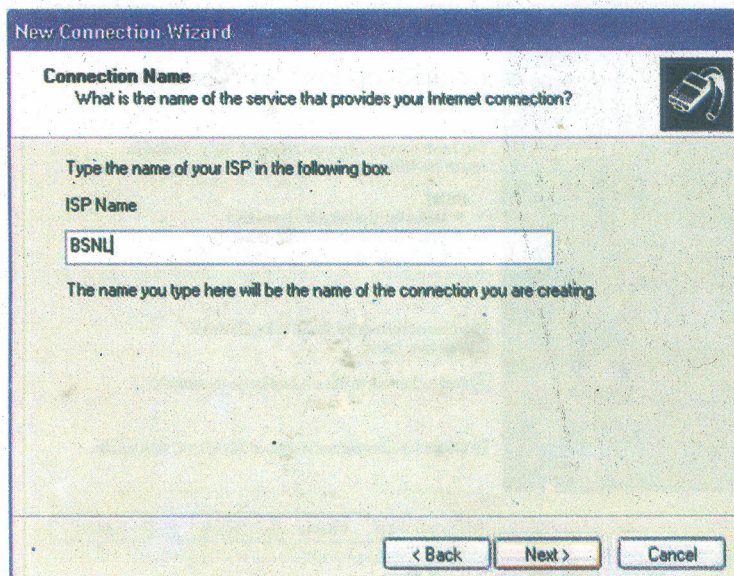 New Connection Wizard
Connection Name
What is the name of the service that provides your Internet connection?
Type the name of your ISP in the following box.
ISP Name
BSNL
The name you type here will be the name of the connection you are creating.
< Back
Next >
Cancel